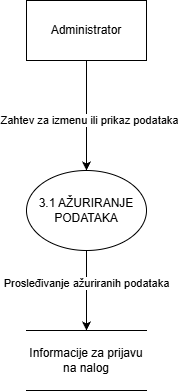 Administrator
Zahtev za izmenu ili prikaz podataka
3.1 AŽURIRANJE
PODATAKA
Prosleđivanje ažuriranih podataka
Informacije za prijavu
na nalog